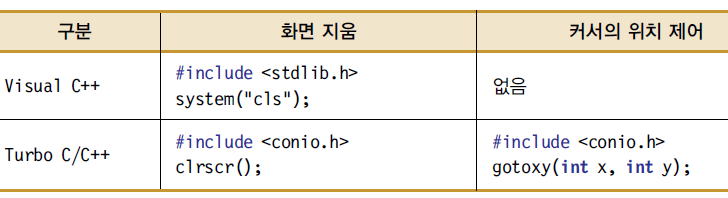 구분 화면 지움 커서의 위치 제어
Visual C++
#include <stdlib.h>
system("cls");
없음
Turbo C/C++
#include <conio.h>
clrscr();
#include <conio.h>
gotoxy(int x, int y);